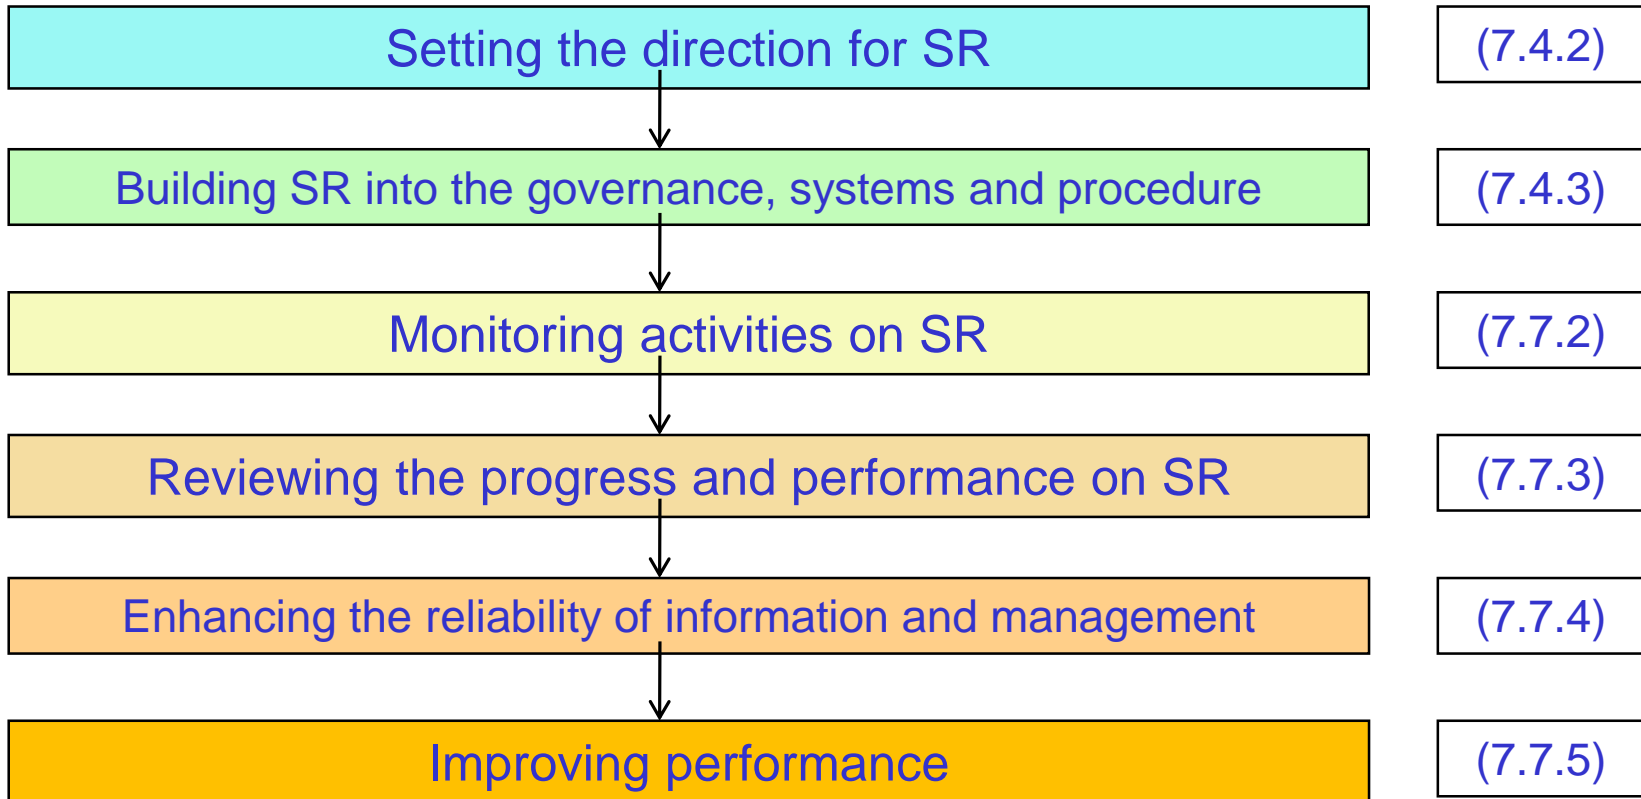 Setting the direction for SR (7.4.2)
Building SR into the governance, systems and procedure (7.4.3)
Monitoring activities on SR (7.7.2)
Reviewing the progress and performance on SR (7.7.3)
Enhancing the reliability of information and management (7.7.4)
Improving performance (7.7.5)